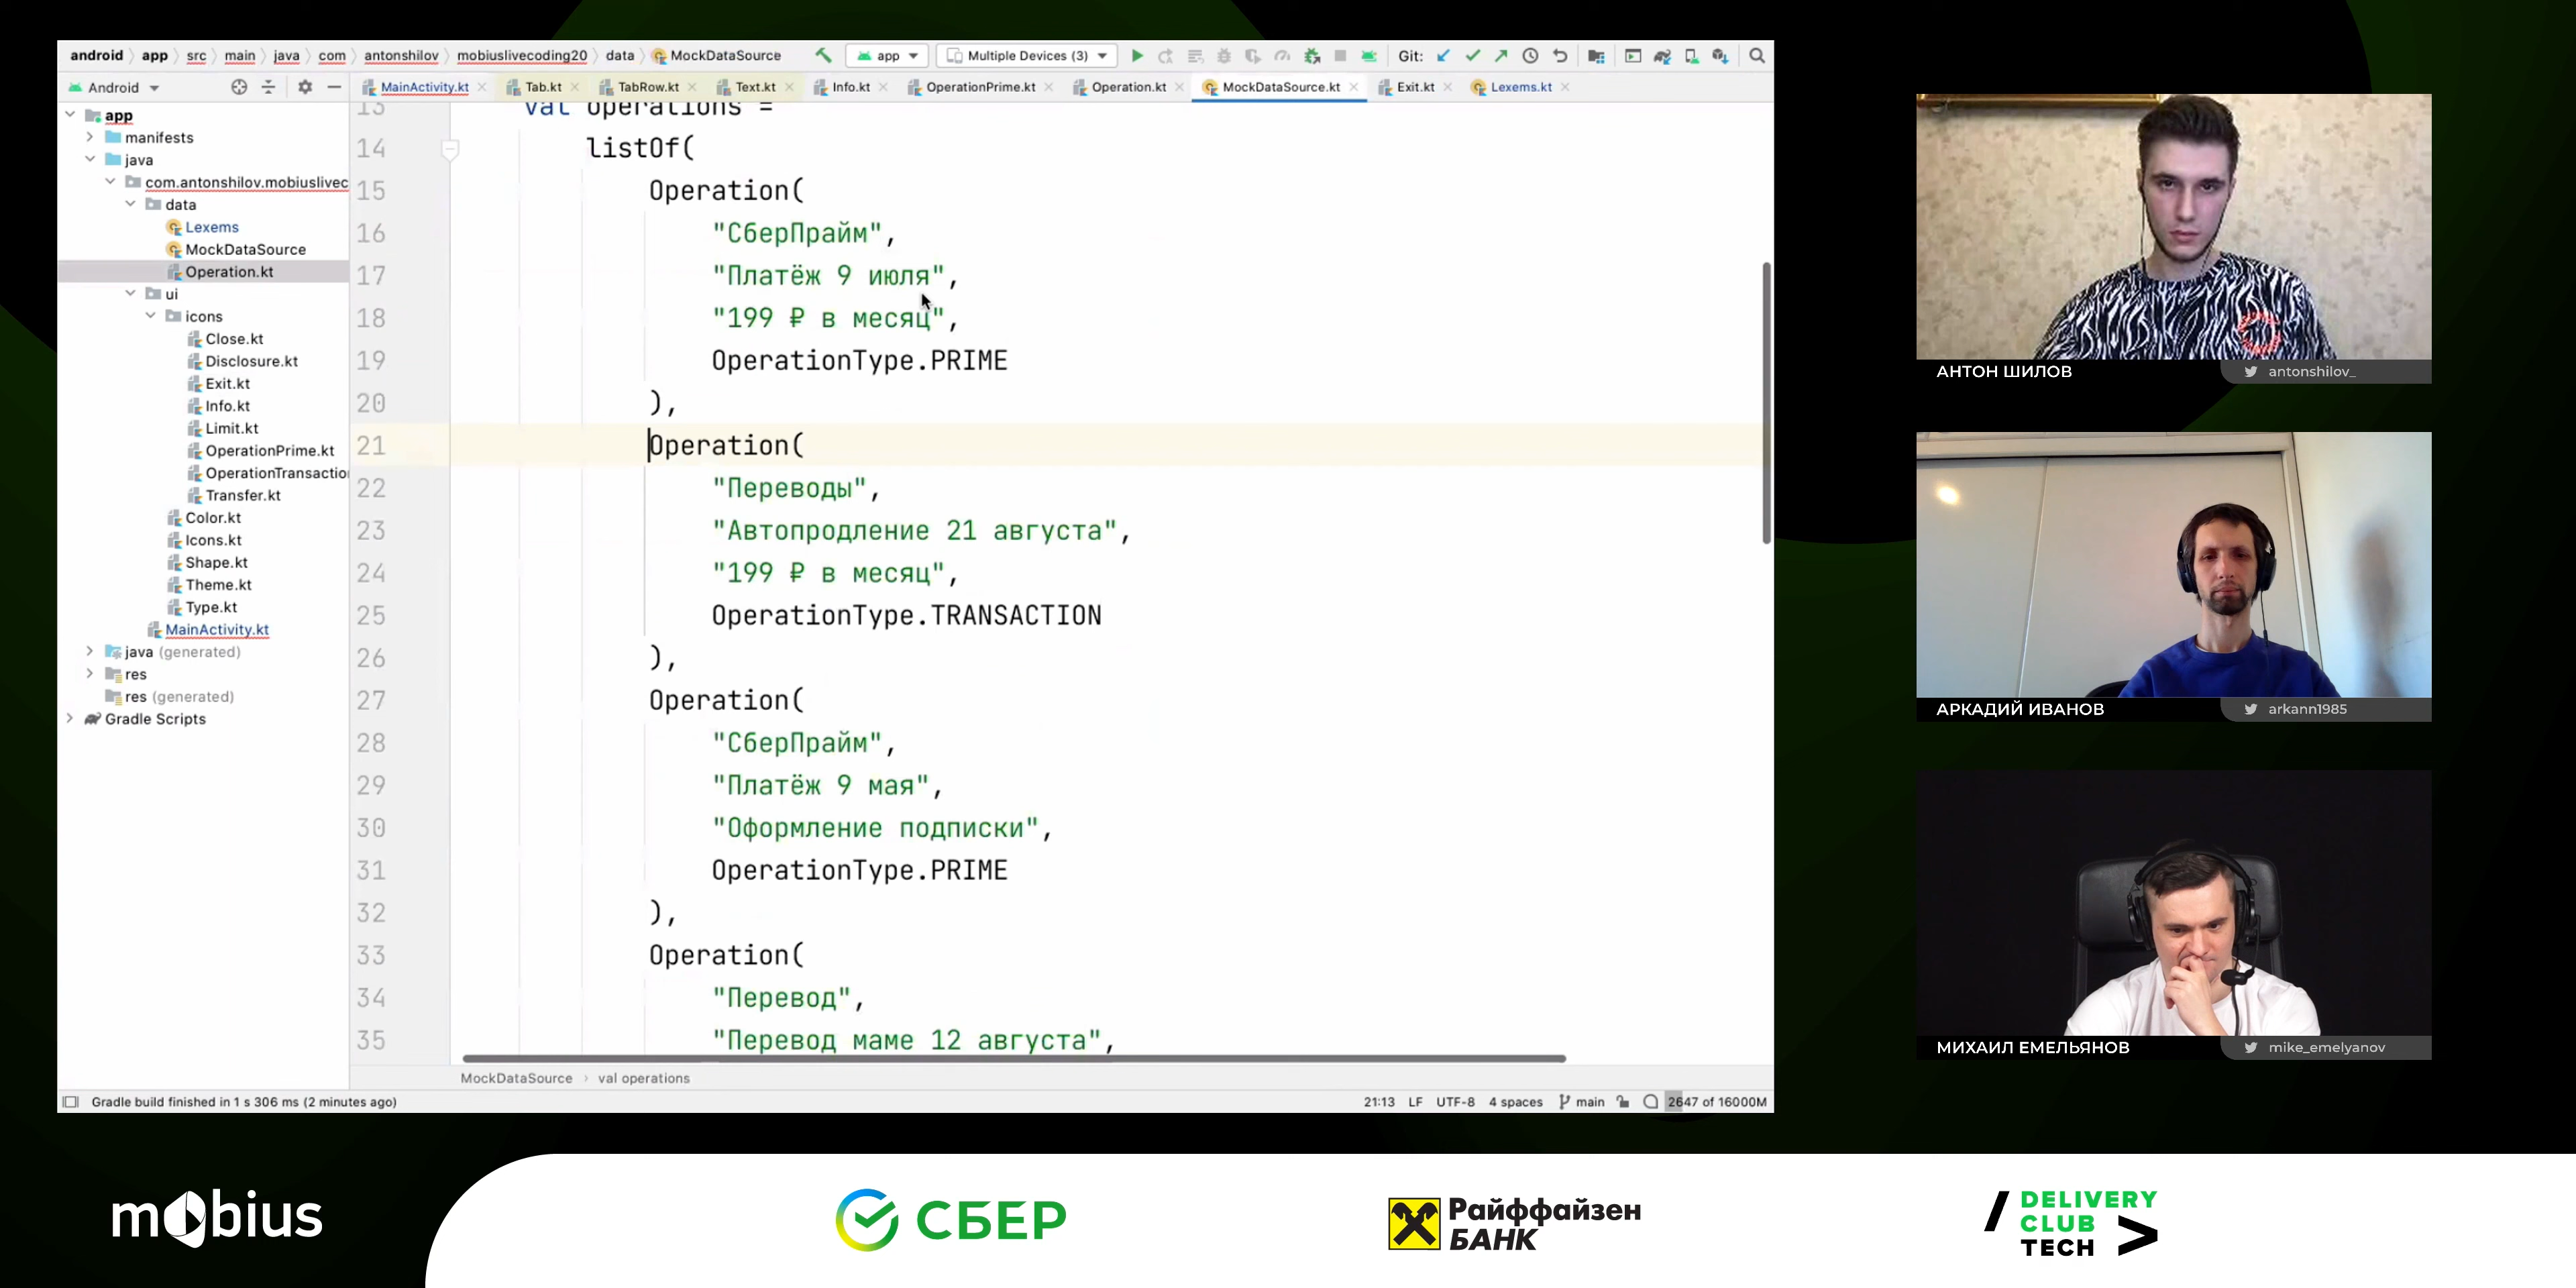 android › app › src › main › java › com › antonshilov › mobiuslivecoding20 › data › MockDataSource
app
Multiple Devices (3)
Git:
Android
MainActivity.kt
Tab.kt
TabRow.kt
Text.kt
Info.kt
OperationPrime.kt
Operation.kt
MockDataSource.kt
Exit.kt
Lexems.kt
app
manifests
java
com.antonshilov.mobiuslivec
data
Lexems
MockDataSource
Operation.kt
ui
icons
Close.kt
Disclosure.kt
Exit.kt
Info.kt
Limit.kt
OperationPrime.kt
OperationTransactio
Transfer.kt
Color.kt
Icons.kt
Shape.kt
Theme.kt
Type.kt
MainActivity.kt
java (generated)
res
res (generated)
Gradle Scripts
13 val operations =
14 listOf(
15 Operation(
16 "СберПрайм",
17 "Платёж 9 июля",
18 "199 ₽ в месяц",
19 OperationType.PRIME
20 ),
21 Operation(
22 "Переводы",
23 "Автопродление 21 августа",
24 "199 ₽ в месяц",
25 OperationType.TRANSACTION
26 ),
27 Operation(
28 "СберПрайм",
29 "Платёж 9 мая",
30 "Оформление подписки",
31 OperationType.PRIME
32 ),
33 Operation(
34 "Перевод",
35 "Перевод маме 12 августа",
MockDataSource › val operations
Gradle build finished in 1 s 306 ms (2 minutes ago)
21:13 LF UTF-8 4 spaces main 2647 of 16000M
АНТОН ШИЛОВ
antonshilov_
АРКАДИЙ ИВАНОВ
arkann1985
МИХАИЛ ЕМЕЛЬЯНОВ
mike_emelyanov
mobius
СБЕР
Райффайзен
БАНК
DELIVERY
CLUB
TECH